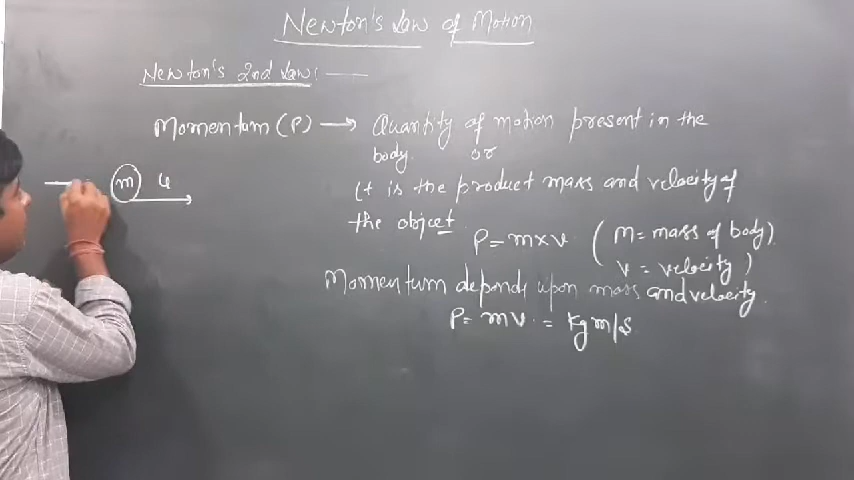 Newton's Law of Motion
Newton's 2nd Law:
Momentum (P) → Quantity of motion present in the
body. or
It is the product mass and velocity of
the object.
P = m×v (M = mass of body).
v = velocity)
Momentum depends upon mass and velocity.
P = mv = Kg m/s
m u